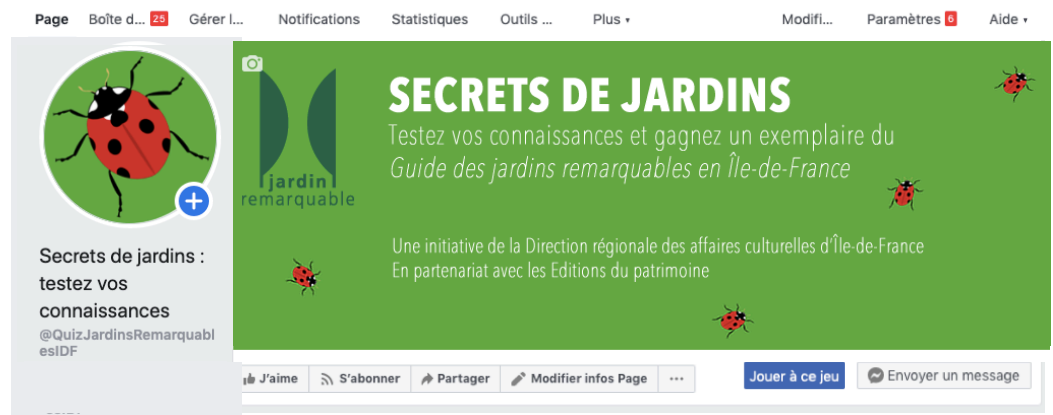 Page Boîte d... 25 Gérer l... Notifications Statistiques Outils ... Plus Modifi... Paramètres 6 Aide
SECRETS DE JARDINS
Testez vos connaissances et gagnez un exemplaire du
Guide des jardins remarquables en Île-de-France
jardin
remarquable
Une initiative de la Direction régionale des affaires culturelles d'Île-de-France
En partenariat avec les Editions du patrimoine
Secrets de jardins :
testez vos
connaissances
@QuizJardinsRemarquabl
esIDF
J'aime S'abonner Partager Modifier infos Page ... Jouer à ce jeu Envoyer un message